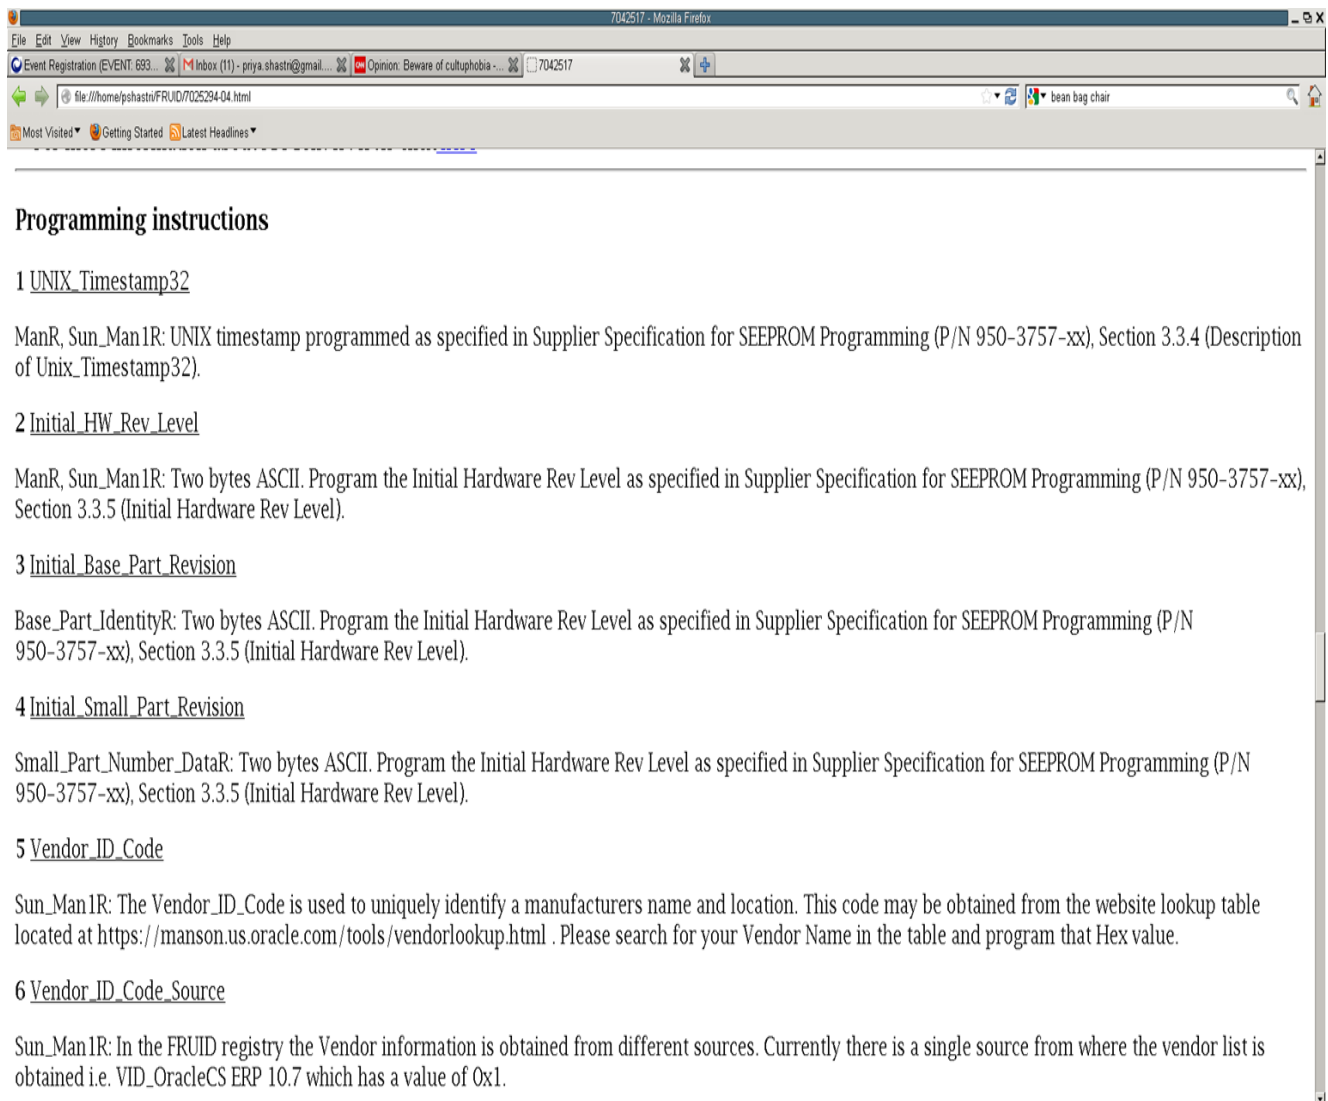 7042517 - Mozilla Firefox
File Edit View History Bookmarks Tools Help
Event Registration (EVENT: 693... Inbox (11) - priya.shastri@gmail.... Opinion: Beware of cultuphobia -... 7042517
file:///home/pshastri/FRUID/7025294-04.html bean bag chair
Most Visited Getting Started Latest Headlines
Programming instructions
1 UNIX_Timestamp32
ManR, Sun_Man1R: UNIX timestamp programmed as specified in Supplier Specification for SEEPROM Programming (P/N 950-3757-xx), Section 3.3.4 (Description
of Unix_Timestamp32).
2 Initial_HW_Rev_Level
ManR, Sun_Man1R: Two bytes ASCII. Program the Initial Hardware Rev Level as specified in Supplier Specification for SEEPROM Programming (P/N 950-3757-xx),
Section 3.3.5 (Initial Hardware Rev Level).
3 Initial_Base_Part_Revision
Base_Part_IdentityR: Two bytes ASCII. Program the Initial Hardware Rev Level as specified in Supplier Specification for SEEPROM Programming (P/N
950-3757-xx), Section 3.3.5 (Initial Hardware Rev Level).
4 Initial_Small_Part_Revision
Small_Part_Number_DataR: Two bytes ASCII. Program the Initial Hardware Rev Level as specified in Supplier Specification for SEEPROM Programming (P/N
950-3757-xx), Section 3.3.5 (Initial Hardware Rev Level).
5 Vendor_ID_Code
Sun_Man1R: The Vendor_ID_Code is used to uniquely identify a manufacturers name and location. This code may be obtained from the website lookup table
located at https://manson.us.oracle.com/tools/vendorlookup.html . Please search for your Vendor Name in the table and program that Hex value.
6 Vendor_ID_Code_Source
Sun_Man1R: In the FRUID registry the Vendor information is obtained from different sources. Currently there is a single source from where the vendor list is
obtained i.e. VID_OracleCS ERP 10.7 which has a value of 0x1.